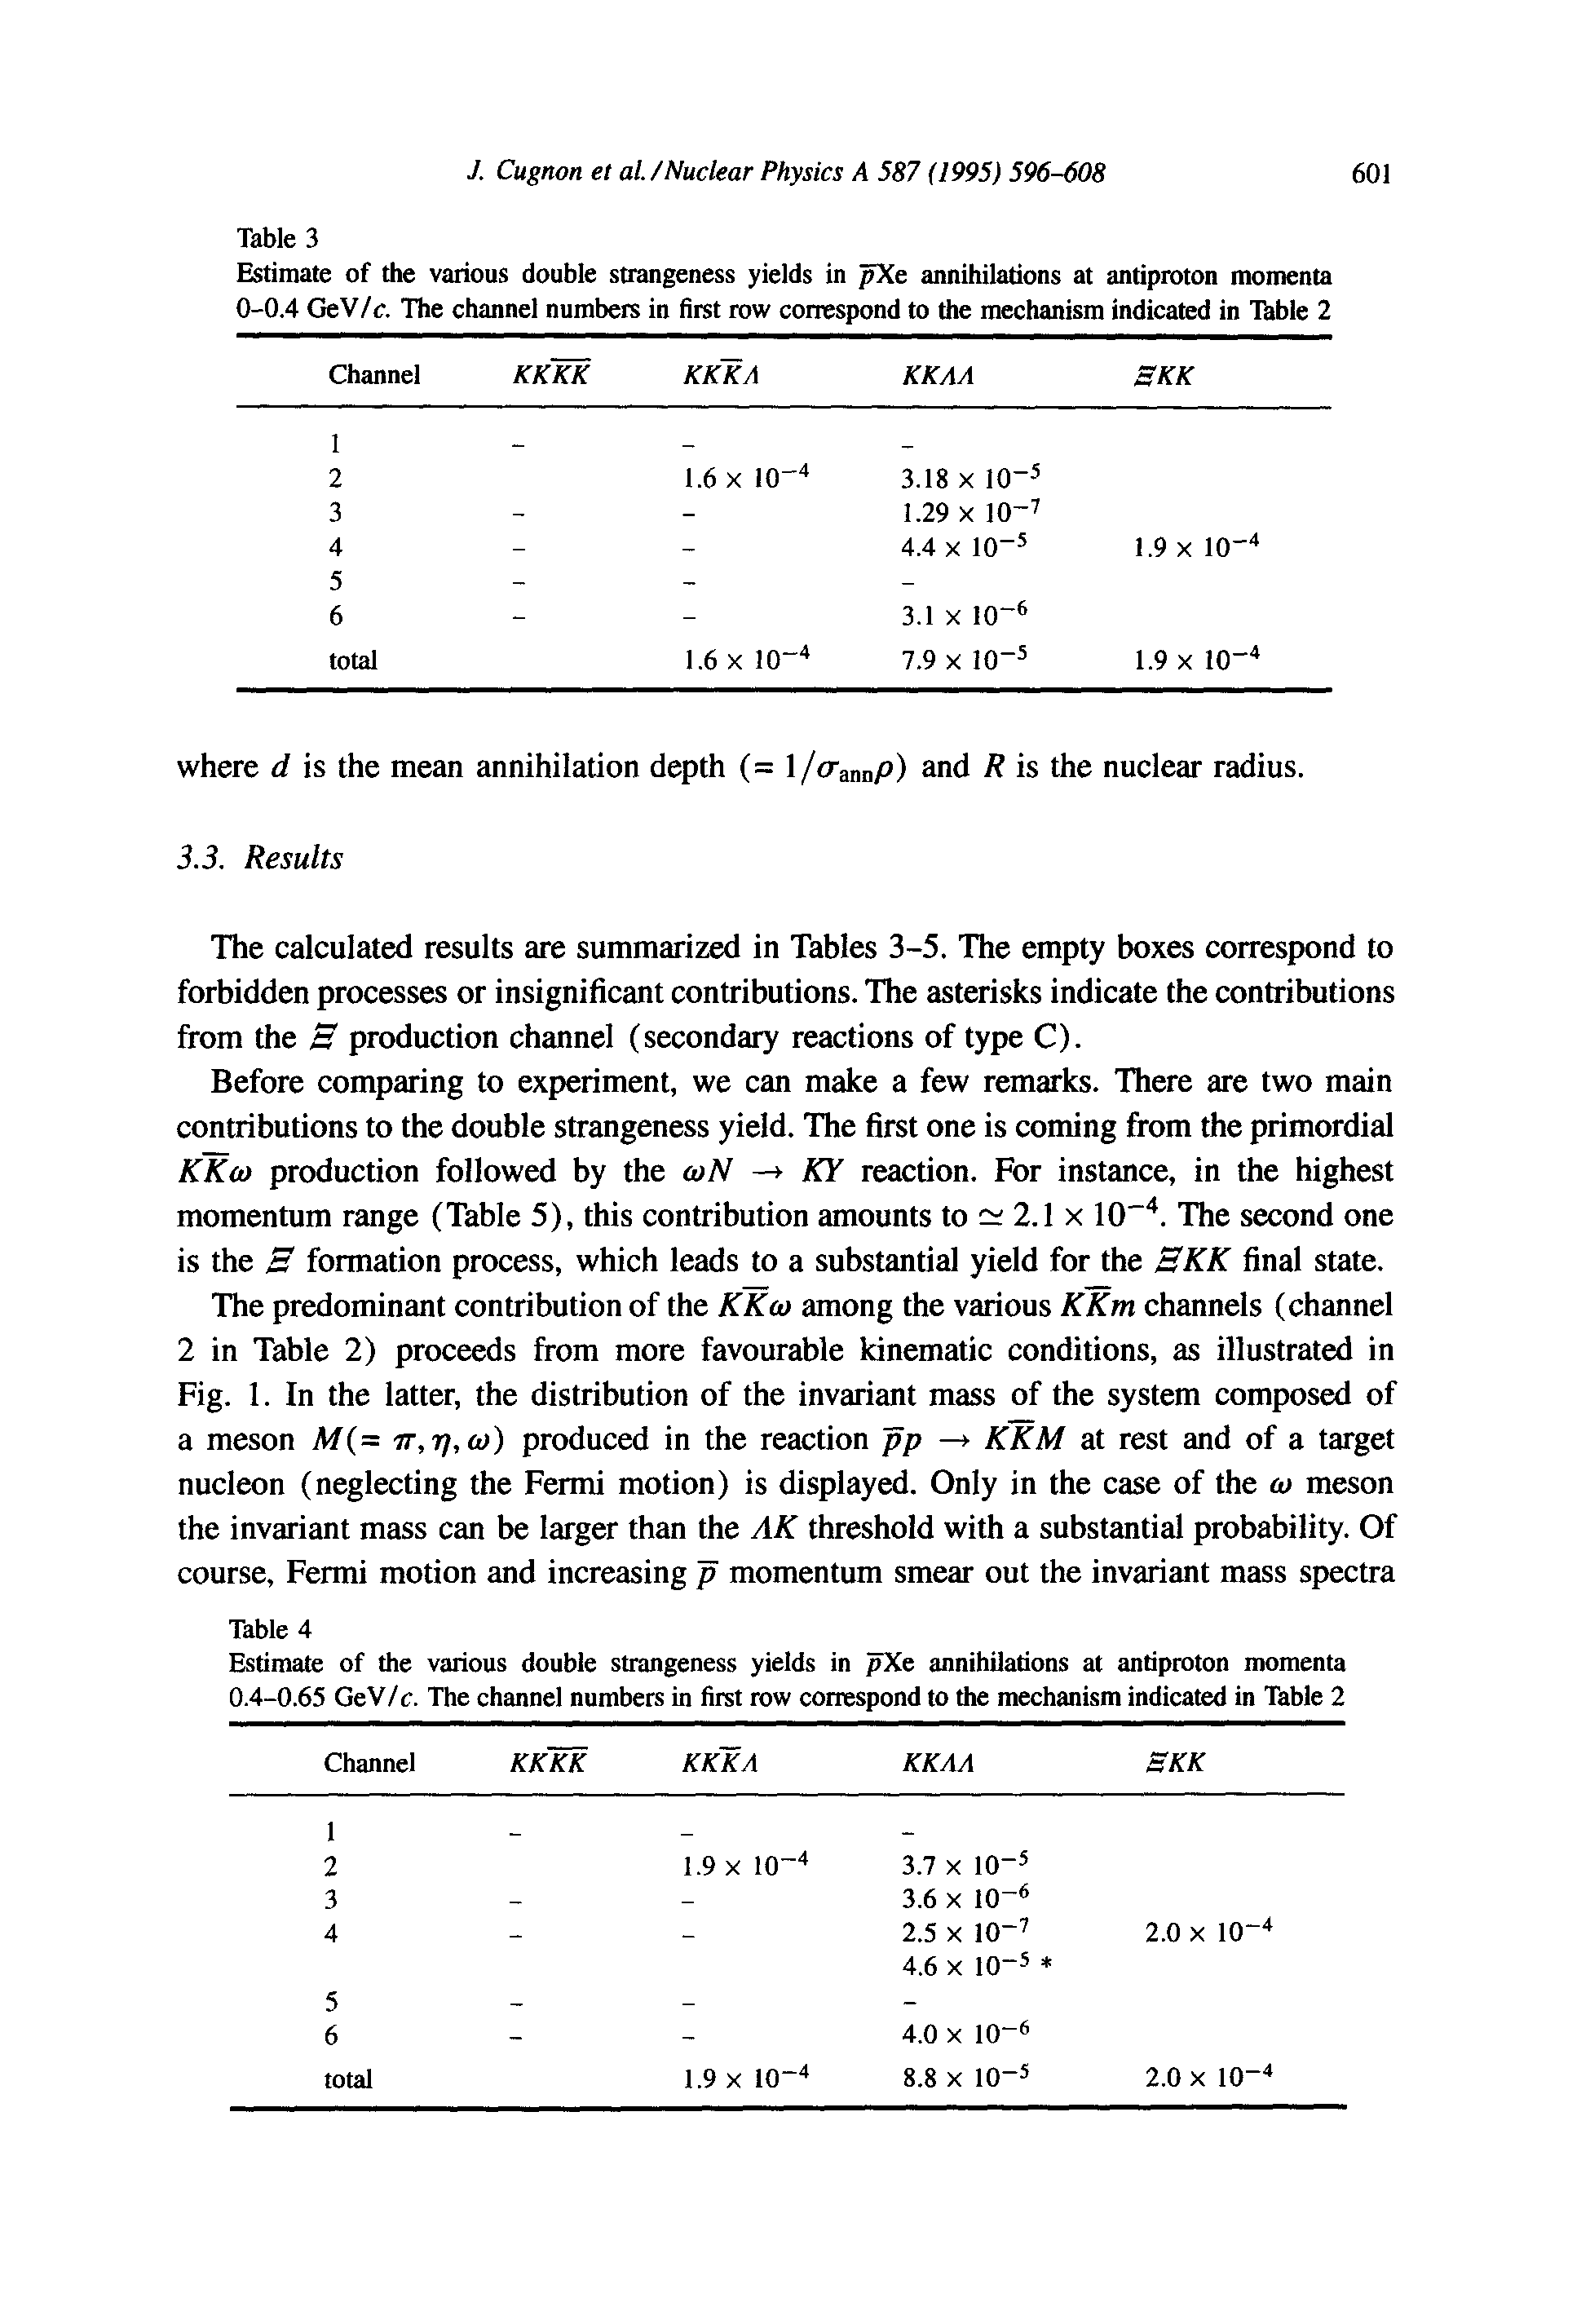 J. Cugnon et al. / Nuclear Physics A 587 (1995) 596–608 601
Table 3
Estimate of the various double strangeness yields in p̅Xe annihilations at antiproton momenta
0–0.4 GeV/c. The channel numbers in first row correspond to the mechanism indicated in Table 2
Channel KKK̅K̅ KKK̅Λ KKΛΛ ΞKK
1 – – –
2 1.6 × 10⁻⁴ 3.18 × 10⁻⁵
3 – – 1.29 × 10⁻⁷
4 – – 4.4 × 10⁻⁵ 1.9 × 10⁻⁴
5 – – –
6 – – 3.1 × 10⁻⁶
total 1.6 × 10⁻⁴ 7.9 × 10⁻⁵ 1.9 × 10⁻⁴
where d is the mean annihilation depth (= 1/σannρ) and R is the nuclear radius.
3.3. Results
The calculated results are summarized in Tables 3–5. The empty boxes correspond to
forbidden processes or insignificant contributions. The asterisks indicate the contributions
from the Ξ production channel (secondary reactions of type C).
Before comparing to experiment, we can make a few remarks. There are two main
contributions to the double strangeness yield. The first one is coming from the primordial
KK̅ω production followed by the ωN → KY reaction. For instance, in the highest
momentum range (Table 5), this contribution amounts to ≃ 2.1 × 10⁻⁴. The second one
is the Ξ formation process, which leads to a substantial yield for the ΞKK final state.
The predominant contribution of the KK̅ω among the various KK̅m channels (channel
2 in Table 2) proceeds from more favourable kinematic conditions, as illustrated in
Fig. 1. In the latter, the distribution of the invariant mass of the system composed of
a meson M(= π, η, ω) produced in the reaction p̅p → KK̅M at rest and of a target
nucleon (neglecting the Fermi motion) is displayed. Only in the case of the ω meson
the invariant mass can be larger than the ΛK threshold with a substantial probability. Of
course, Fermi motion and increasing p̅ momentum smear out the invariant mass spectra
Table 4
Estimate of the various double strangeness yields in p̅Xe annihilations at antiproton momenta
0.4–0.65 GeV/c. The channel numbers in first row correspond to the mechanism indicated in Table 2
Channel KKK̅K̅ KKK̅Λ KKΛΛ ΞKK
1 – – –
2 1.9 × 10⁻⁴ 3.7 × 10⁻⁵
3 – – 3.6 × 10⁻⁶
4 – – 2.5 × 10⁻⁷ 2.0 × 10⁻⁴
4.6 × 10⁻⁵ *
5 – – –
6 – – 4.0 × 10⁻⁶
total 1.9 × 10⁻⁴ 8.8 × 10⁻⁵ 2.0 × 10⁻⁴